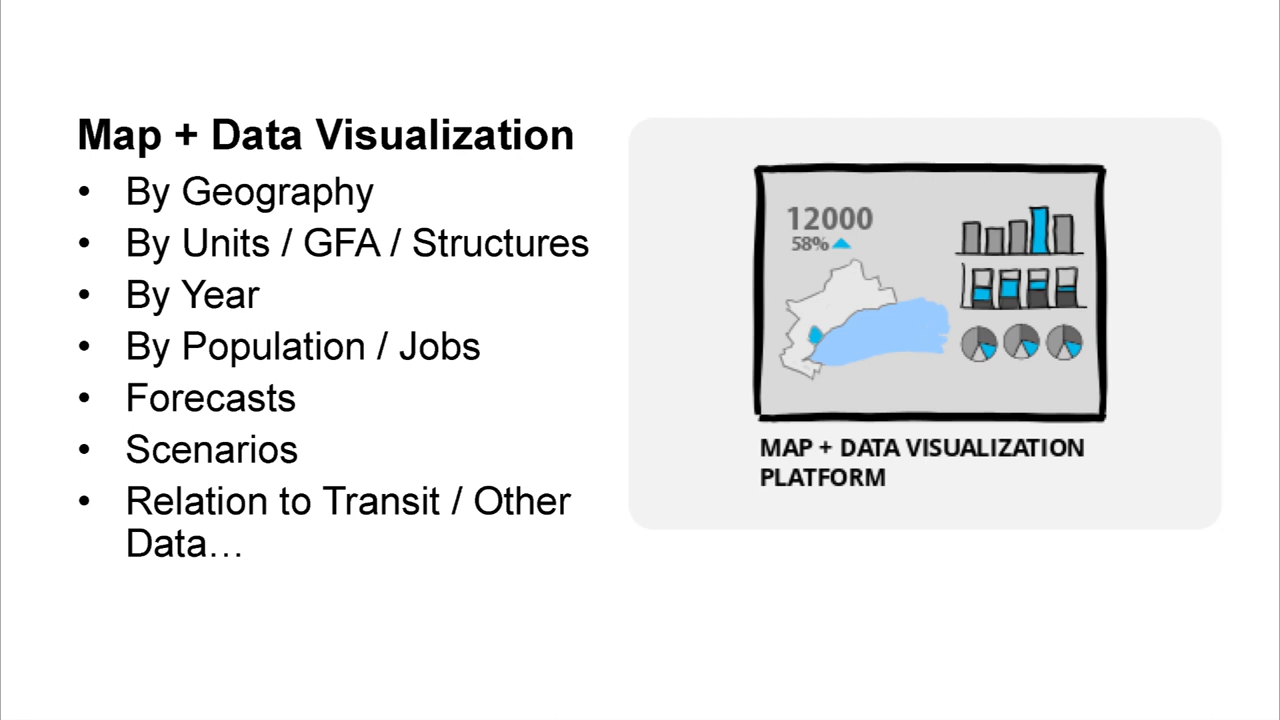 Map + Data Visualization
• By Geography
• By Units / GFA / Structures
• By Year
• By Population / Jobs
• Forecasts
• Scenarios
• Relation to Transit / Other
Data…
12000
58%
MAP + DATA VISUALIZATION
PLATFORM